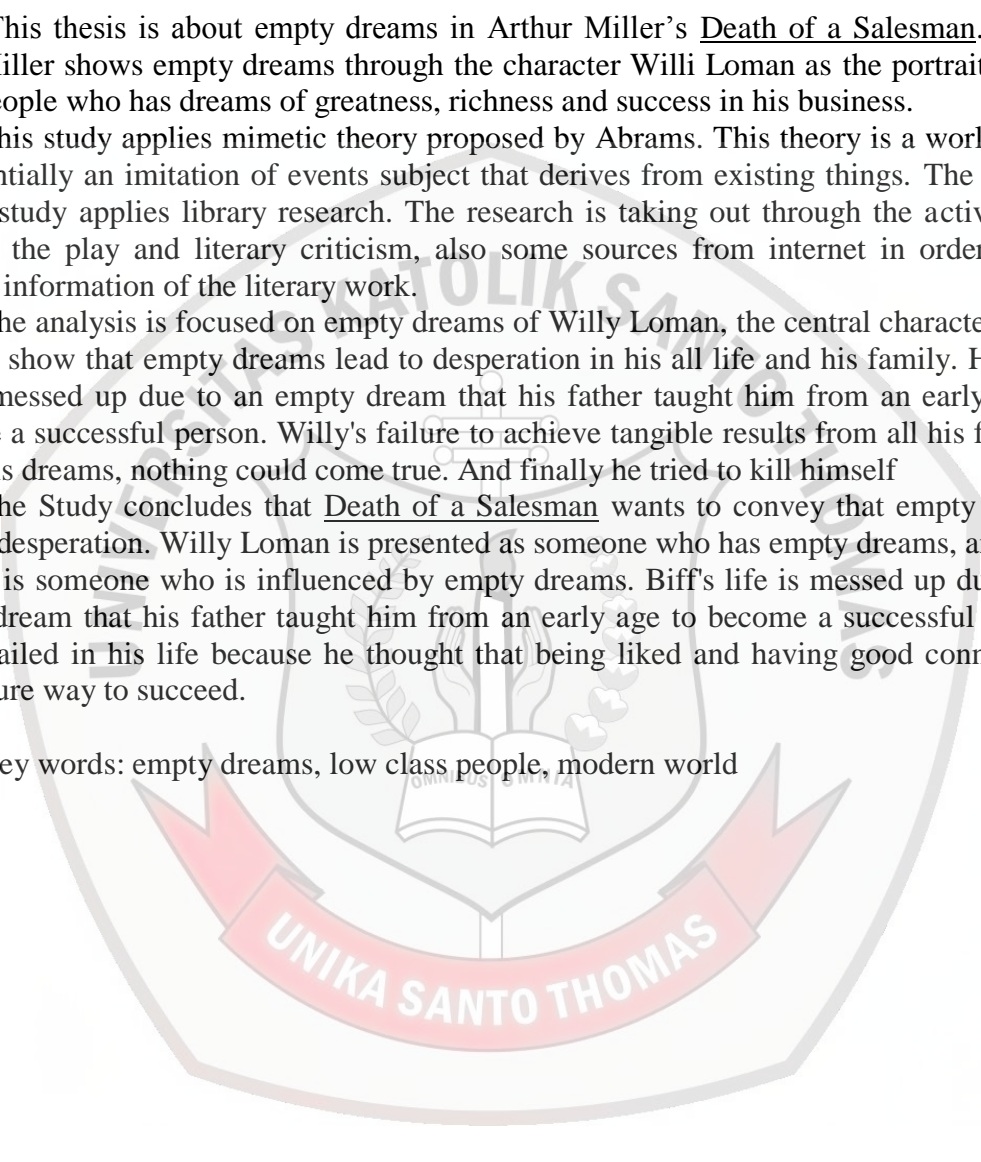 This thesis is about empty dreams in Arthur Miller’s Death of a Salesman.
iller shows empty dreams through the character Willi Loman as the portrait
eople who has dreams of greatness, richness and success in his business.
his study applies mimetic theory proposed by Abrams. This theory is a work
ntially an imitation of events subject that derives from existing things. The
study applies library research. The research is taking out through the activ
the play and literary criticism, also some sources from internet in order
information of the literary work.
he analysis is focused on empty dreams of Willy Loman, the central characte
show that empty dreams lead to desperation in his all life and his family. H
messed up due to an empty dream that his father taught him from an early
e a successful person. Willy's failure to achieve tangible results from all his f
is dreams, nothing could come true. And finally he tried to kill himself
he Study concludes that Death of a Salesman wants to convey that empty
desperation. Willy Loman is presented as someone who has empty dreams, a
is someone who is influenced by empty dreams. Biff's life is messed up du
dream that his father taught him from an early age to become a successful
ailed in his life because he thought that being liked and having good conn
ure way to succeed.
ey words: empty dreams, low class people, modern world
UNIVERSITAS KATOLIK SANTO THOMAS
OMNIBUS OMNIA
UNIKA SANTO THOMAS